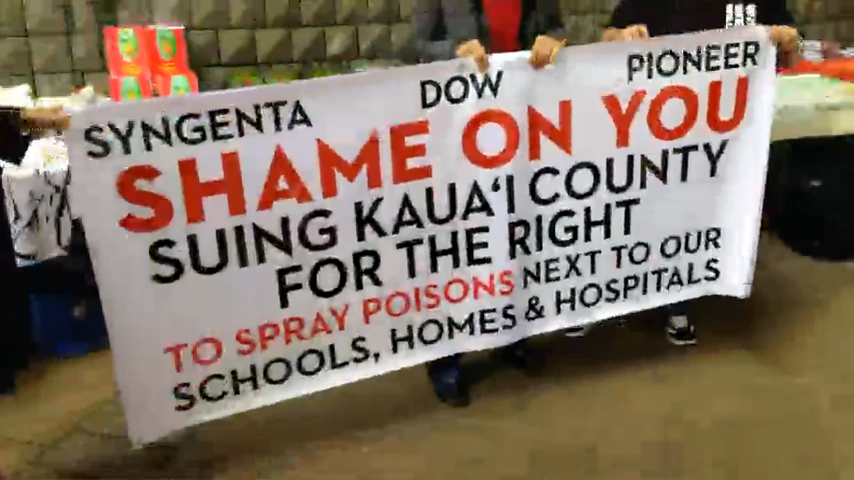 SYNGENTA DOW PIONEER
SHAME ON YOU
SUING KAUAʻI COUNTY
FOR THE RIGHT
TO SPRAY POISONS NEXT TO OUR
SCHOOLS, HOMES & HOSPITALS